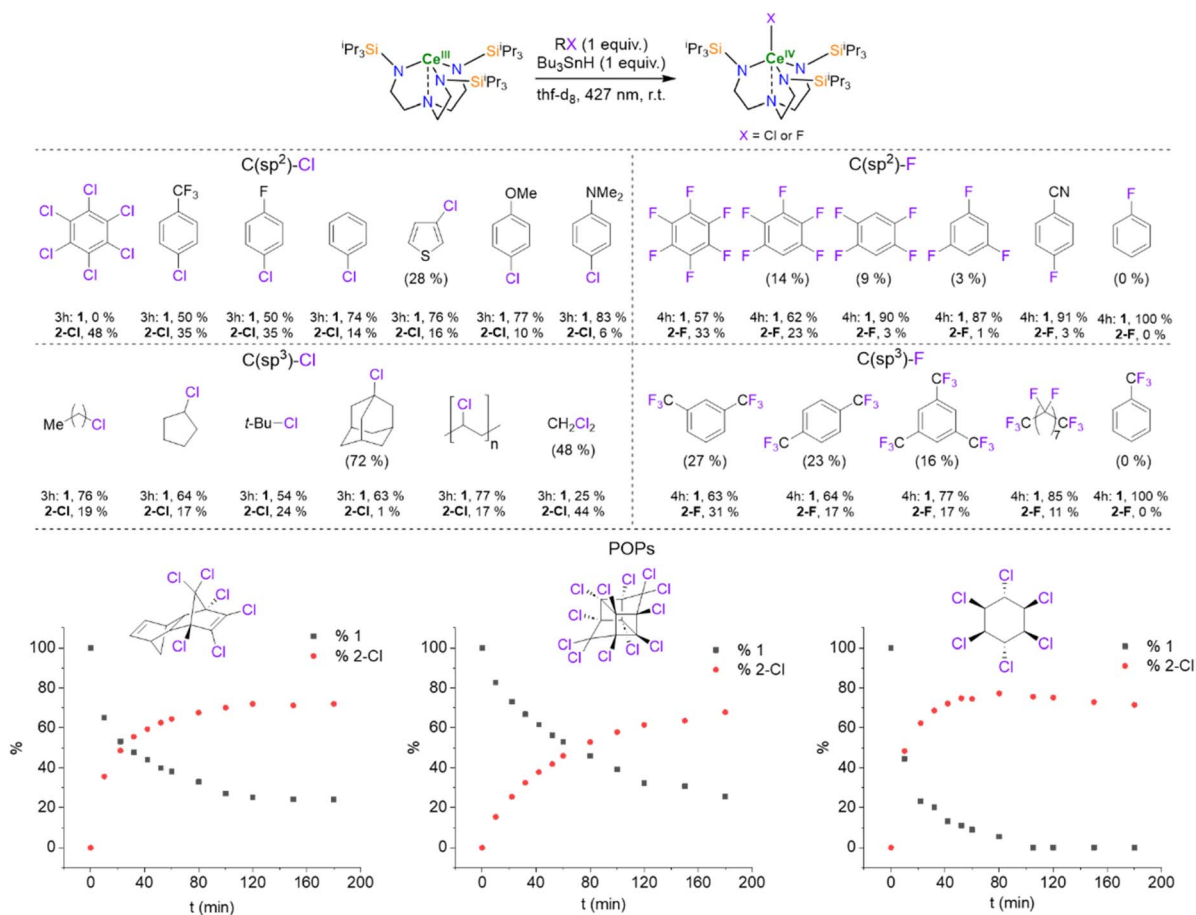 RX (1 equiv.)
Bu3SnH (1 equiv.)
thf-d8, 427 nm, r.t.
iPr3Si
SiiPr3
CeIII
N
N
N
SiiPr3
N
X
iPr3Si
SiiPr3
CeIV
N
N
N
SiiPr3
N
X = Cl or F
C(sp2)-Cl
Cl
Cl
Cl
Cl
Cl
Cl
CF3
Cl
F
Cl
Cl
Cl
S
(28 %)
OMe
Cl
NMe2
Cl
3h: 1, 0 %
2-Cl, 48 %
3h: 1, 50 %
2-Cl, 35 %
3h: 1, 50 %
2-Cl, 35 %
3h: 1, 74 %
2-Cl, 14 %
3h: 1, 76 %
2-Cl, 16 %
3h: 1, 77 %
2-Cl, 10 %
3h: 1, 83 %
2-Cl, 6 %
C(sp2)-F
F
F
F
F
F
F
F
F
F
F
F
(14 %)
F
F
F
F
(9 %)
F
F
F
(3 %)
CN
F
F
(0 %)
4h: 1, 57 %
2-F, 33 %
4h: 1, 62 %
2-F, 23 %
4h: 1, 90 %
2-F, 3 %
4h: 1, 87 %
2-F, 1 %
4h: 1, 91 %
2-F, 3 %
4h: 1, 100 %
2-F, 0 %
C(sp3)-Cl
Me
Cl
Cl
t-Bu-Cl
Cl
(72 %)
Cl
n
CH2Cl2
(48 %)
3h: 1, 76 %
2-Cl, 19 %
3h: 1, 64 %
2-Cl, 17 %
3h: 1, 54 %
2-Cl, 24 %
3h: 1, 63 %
2-Cl, 1 %
3h: 1, 77 %
2-Cl, 17 %
3h: 1, 25 %
2-Cl, 44 %
C(sp3)-F
F3C
CF3
(27 %)
CF3
F3C
(23 %)
CF3
F3C
CF3
(16 %)
F F
F3C
CF3
7
CF3
(0 %)
4h: 1, 63 %
2-F, 31 %
4h: 1, 64 %
2-F, 17 %
4h: 1, 77 %
2-F, 17 %
4h: 1, 85 %
2-F, 11 %
4h: 1, 100 %
2-F, 0 %
POPs
Cl
Cl
Cl
Cl
Cl
Cl
% 1
% 2-Cl
100
80
60
40
20
0
%
0 40 80 120 160 200
t (min)
Cl
Cl
Cl
Cl
Cl
Cl
Cl
Cl
Cl
Cl
Cl
Cl
% 1
% 2-Cl
100
80
60
40
20
0
%
0 40 80 120 160 200
t (min)
Cl
Cl
Cl
Cl
Cl
Cl
% 1
% 2-Cl
100
80
60
40
20
0
%
0 40 80 120 160 200
t (min)